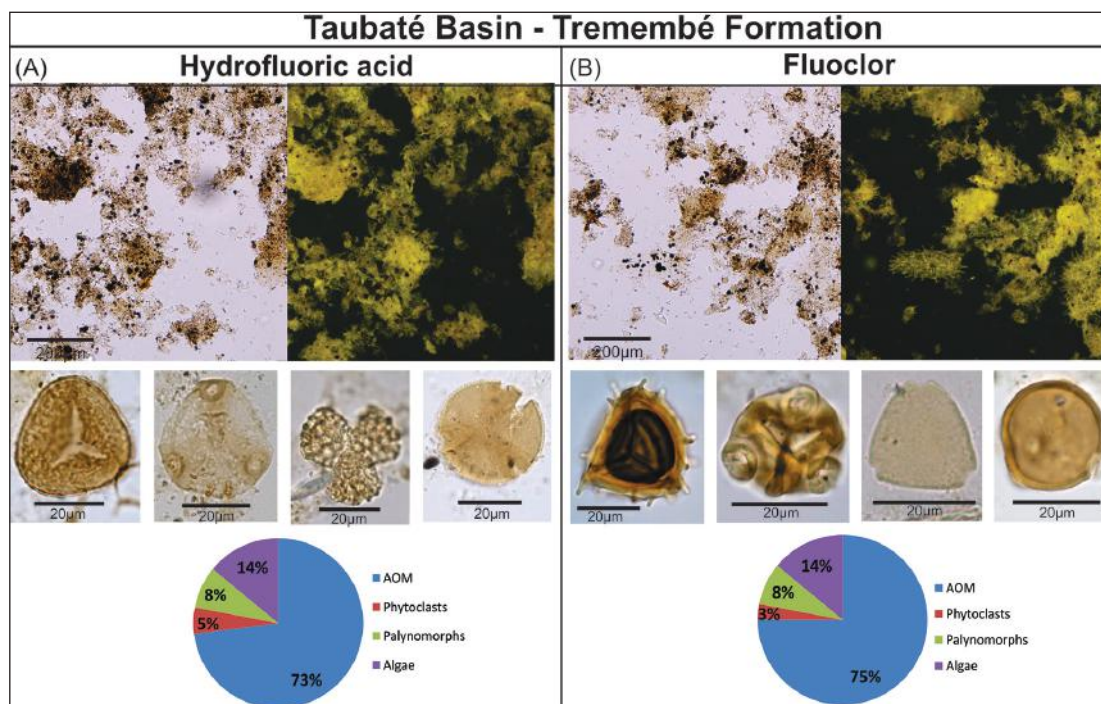 Taubaté Basin - Tremembé Formation
(A) Hydrofluoric acid
(B) Fluoclor
200µm
200µm
20µm
20µm
20µm
20µm
20µm
20µm
20µm
20µm
14%
8%
5%
73%
AOM
Phytoclasts
Palynomorphs
Algae
14%
8%
3%
75%
AOM
Phytoclasts
Palynomorphs
Algae